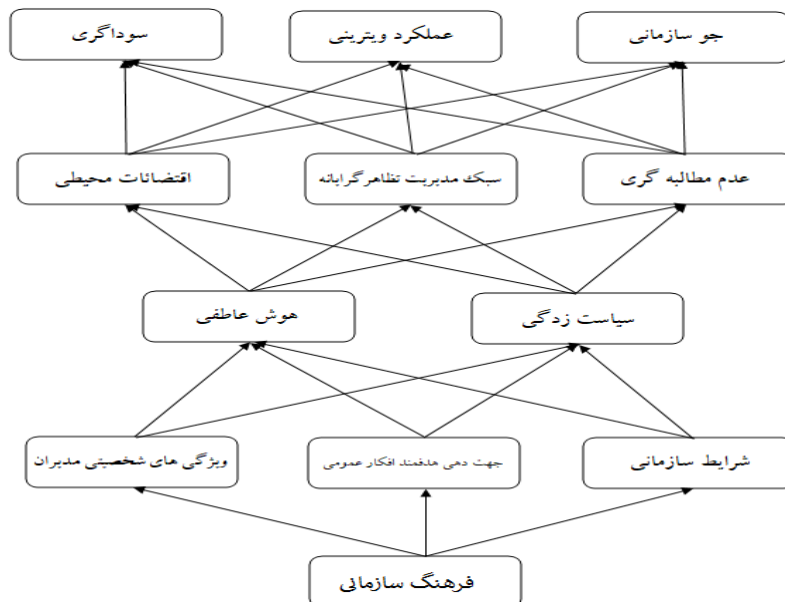 جو سازمانی
عملکرد ویترینی
سوداگری
عدم مطالبه گری
سبک مدیریت تظاهرگرایانه
اقتضائات محیطی
سیاست زدگی
هوش عاطفی
شرایط سازمانی
جهت دهی هدفمند افکار عمومی
ویژگی های شخصیتی مدیران
فرهنگ سازمانی